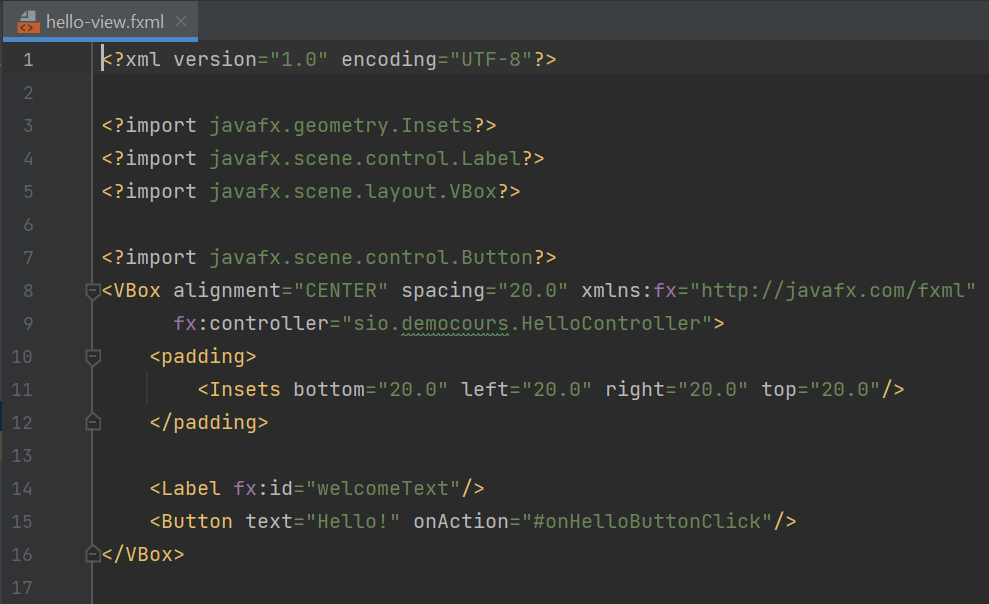 hello-view.fxml
1 <?xml version="1.0" encoding="UTF-8"?>
2
3 <?import javafx.geometry.Insets?>
4 <?import javafx.scene.control.Label?>
5 <?import javafx.scene.layout.VBox?>
6
7 <?import javafx.scene.control.Button?>
8 <VBox alignment="CENTER" spacing="20.0" xmlns:fx="http://javafx.com/fxml"
9       fx:controller="sio.democours.HelloController">
10     <padding>
11         <Insets bottom="20.0" left="20.0" right="20.0" top="20.0"/>
12     </padding>
13
14     <Label fx:id="welcomeText"/>
15     <Button text="Hello!" onAction="#onHelloButtonClick"/>
16 </VBox>
17